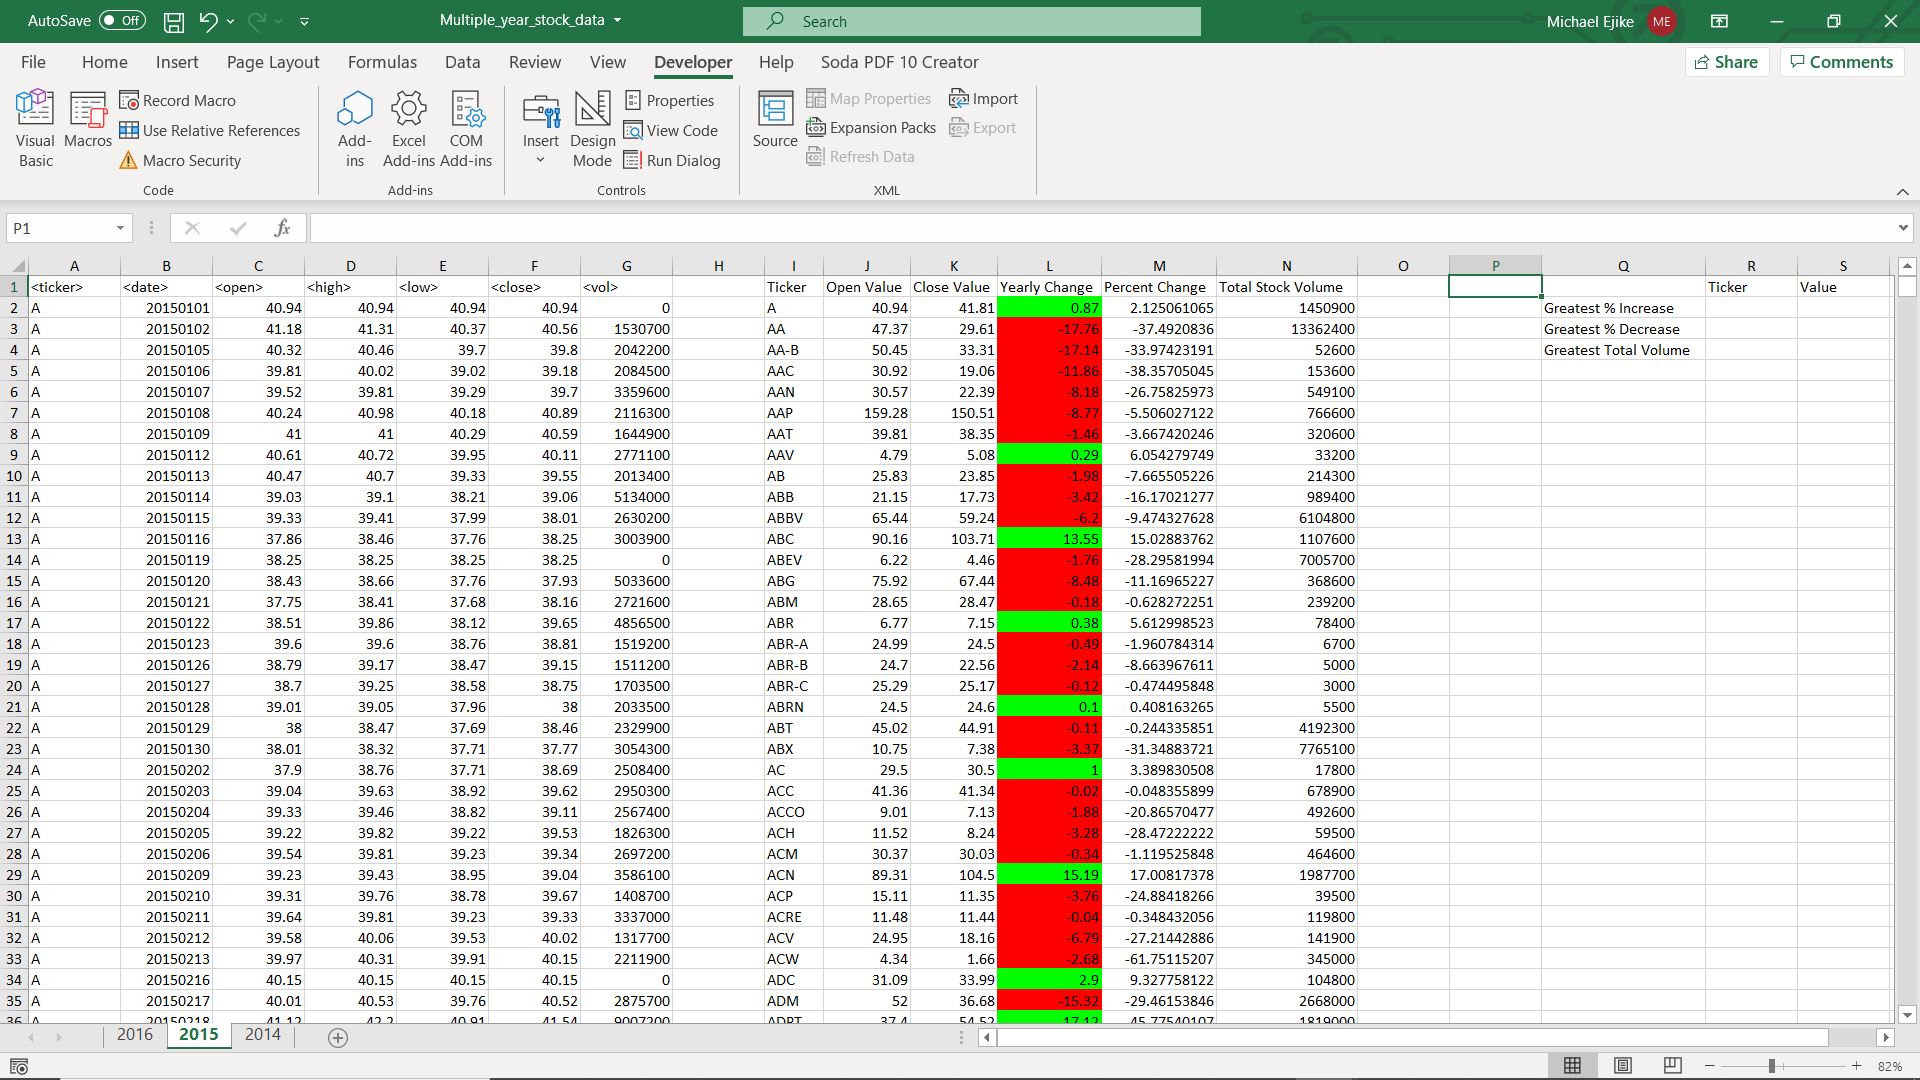 AutoSave Off Multiple_year_stock_data Search Michael Ejike ME
File Home Insert Page Layout Formulas Data Review View Developer Help Soda PDF 10 Creator Share Comments
Visual Basic
Macros
Record Macro
Use Relative References
Macro Security
Code
Add-ins
Excel Add-ins
COM Add-ins
Add-ins
Insert
Design Mode
Properties
View Code
Run Dialog
Controls
Source
Map Properties
Expansion Packs
Refresh Data
Import
Export
XML
P1 fx
A B C D E F G H I J K L M N O P Q R S
1 <ticker> <date> <open> <high> <low> <close> <vol> Ticker Open Value Close Value Yearly Change Percent Change Total Stock Volume Ticker Value
2 A 20150101 40.94 40.94 40.94 40.94 0 A 40.94 41.81 0.87 2.125061065 1450900 Greatest % Increase
3 A 20150102 41.18 41.31 40.37 40.56 1530700 AA 47.37 29.61 -17.76 -37.4920836 13362400 Greatest % Decrease
4 A 20150105 40.32 40.46 39.7 39.8 2042200 AA-B 50.45 33.31 -17.14 -33.97423191 52600 Greatest Total Volume
5 A 20150106 39.81 40.02 39.02 39.18 2084500 AAC 30.92 19.06 -11.86 -38.35705045 153600
6 A 20150107 39.52 39.81 39.29 39.7 3359600 AAN 30.57 22.39 -8.18 -26.75825973 549100
7 A 20150108 40.24 40.98 40.18 40.89 2116300 AAP 159.28 150.51 -8.77 -5.506027122 766600
8 A 20150109 41 41 40.29 40.59 1644900 AAT 39.81 38.35 -1.46 -3.667420246 320600
9 A 20150112 40.61 40.72 39.95 40.11 2771100 AAV 4.79 5.08 0.29 6.054279749 33200
10 A 20150113 40.47 40.7 39.33 39.55 2013400 AB 25.83 23.85 -1.98 -7.665505226 214300
11 A 20150114 39.03 39.1 38.21 39.06 5134000 ABB 21.15 17.73 -3.42 -16.17021277 989400
12 A 20150115 39.33 39.41 37.99 38.01 2630200 ABBV 65.44 59.24 -6.2 -9.474327628 6104800
13 A 20150116 37.86 38.46 37.76 38.25 3003900 ABC 90.16 103.71 13.55 15.02883762 1107600
14 A 20150119 38.25 38.25 38.25 38.25 0 ABEV 6.22 4.46 -1.76 -28.29581994 7005700
15 A 20150120 38.43 38.66 37.76 37.93 5033600 ABG 75.92 67.44 -8.48 -11.16965227 368600
16 A 20150121 37.75 38.41 37.68 38.16 2721600 ABM 28.65 28.47 -0.18 -0.628272251 239200
17 A 20150122 38.51 39.86 38.12 39.65 4856500 ABR 6.77 7.15 0.38 5.612998523 78400
18 A 20150123 39.6 39.6 38.76 38.81 1519200 ABR-A 24.99 24.5 -0.49 -1.960784314 6700
19 A 20150126 38.79 39.17 38.47 39.15 1511200 ABR-B 24.7 22.56 -2.14 -8.663967611 5000
20 A 20150127 38.7 39.25 38.58 38.75 1703500 ABR-C 25.29 25.17 -0.12 -0.474495848 3000
21 A 20150128 39.01 39.05 37.96 38 2033500 ABRN 24.5 24.6 0.1 0.408163265 5500
22 A 20150129 38 38.47 37.69 38.46 2329900 ABT 45.02 44.91 -0.11 -0.244335851 4192300
23 A 20150130 38.01 38.32 37.71 37.77 3054300 ABX 10.75 7.38 -3.37 -31.34883721 7765100
24 A 20150202 37.9 38.76 37.71 38.69 2508400 AC 29.5 30.5 1 3.389830508 17800
25 A 20150203 39.04 39.63 38.92 39.62 2950300 ACC 41.36 41.34 -0.02 -0.048355899 678900
26 A 20150204 39.33 39.46 38.82 39.11 2567400 ACCO 9.01 7.13 -1.88 -20.86570477 492600
27 A 20150205 39.22 39.82 39.22 39.53 1826300 ACH 11.52 8.24 -3.28 -28.47222222 59500
28 A 20150206 39.54 39.81 39.23 39.34 2697200 ACM 30.37 30.03 -0.34 -1.119525848 464600
29 A 20150209 39.23 39.43 38.95 39.04 3586100 ACN 89.31 104.5 15.19 17.00817378 1987700
30 A 20150210 39.31 39.76 38.78 39.67 1408700 ACP 15.11 11.35 -3.76 -24.88418266 39500
31 A 20150211 39.64 39.81 39.23 39.33 3337000 ACRE 11.48 11.44 -0.04 -0.348432056 119800
32 A 20150212 39.58 40.06 39.53 40.02 1317700 ACV 24.95 18.16 -6.79 -27.21442886 141900
33 A 20150213 39.97 40.31 39.91 40.15 2211900 ACW 4.34 1.66 -2.68 -61.75115207 345000
34 A 20150216 40.15 40.15 40.15 40.15 0 ADC 31.09 33.99 2.9 9.327758122 104800
35 A 20150217 40.01 40.53 39.76 40.52 2875700 ADM 52 36.68 -15.32 -29.46153846 2668000
36 A 20150218 41.12 42.2 40.91 41.54 9007200 ADPT 37.4 54.52 17.12 45.77540107 1819000
2016 2015 2014
82%